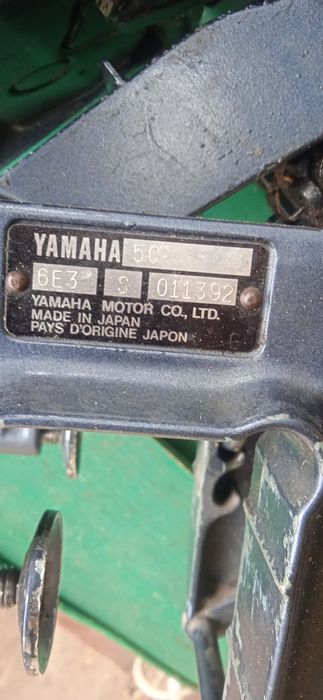 YAMAHA 5C
6E3 S 011392
YAMAHA MOTOR CO., LTD.
MADE IN JAPAN
PAYS D'ORIGINE JAPON
G